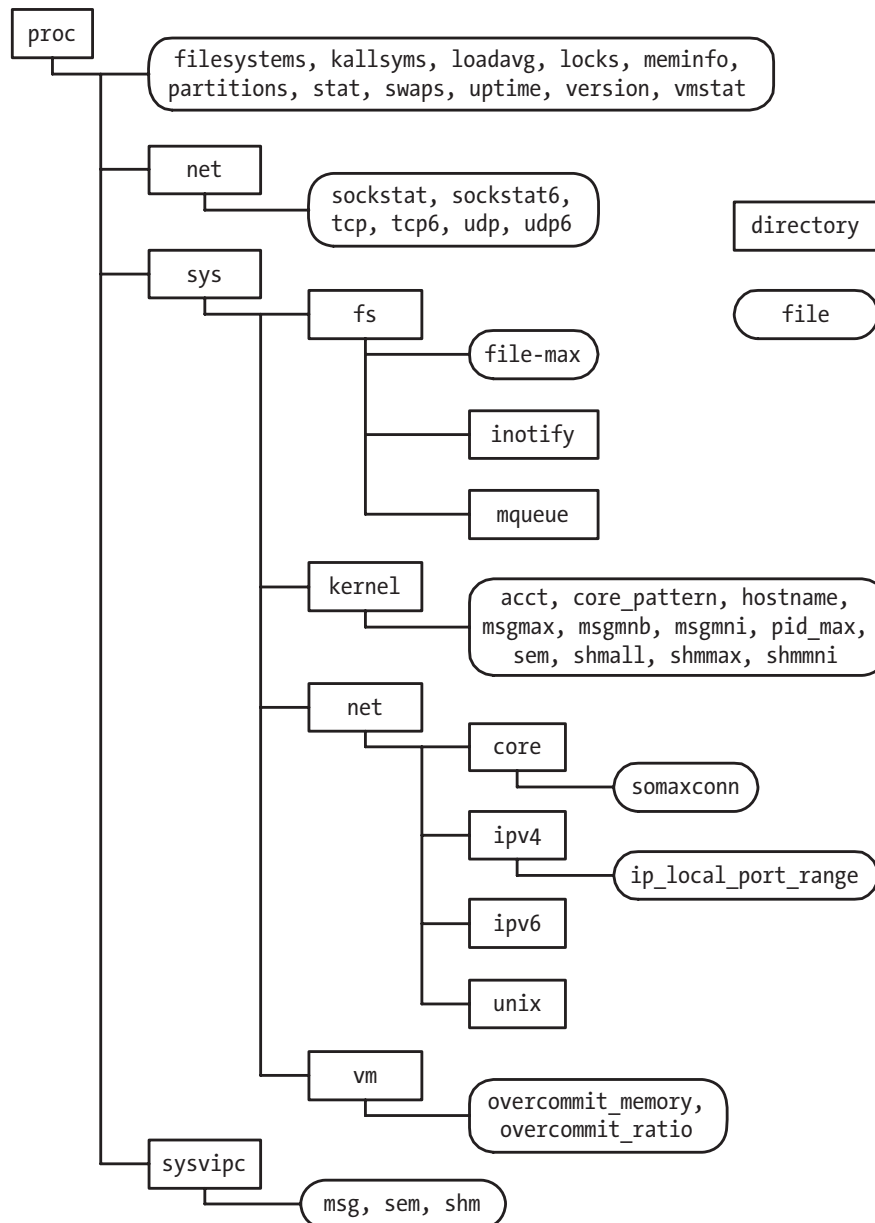 proc
filesystems, kallsyms, loadavg, locks, meminfo,
partitions, stat, swaps, uptime, version, vmstat
net
sockstat, sockstat6,
tcp, tcp6, udp, udp6
directory
sys
fs
file
file-max
inotify
mqueue
kernel
acct, core_pattern, hostname,
msgmax, msgmnb, msgmni, pid_max,
sem, shmall, shmmax, shmmni
net
core
somaxconn
ipv4
ip_local_port_range
ipv6
unix
vm
overcommit_memory,
overcommit_ratio
sysvipc
msg, sem, shm